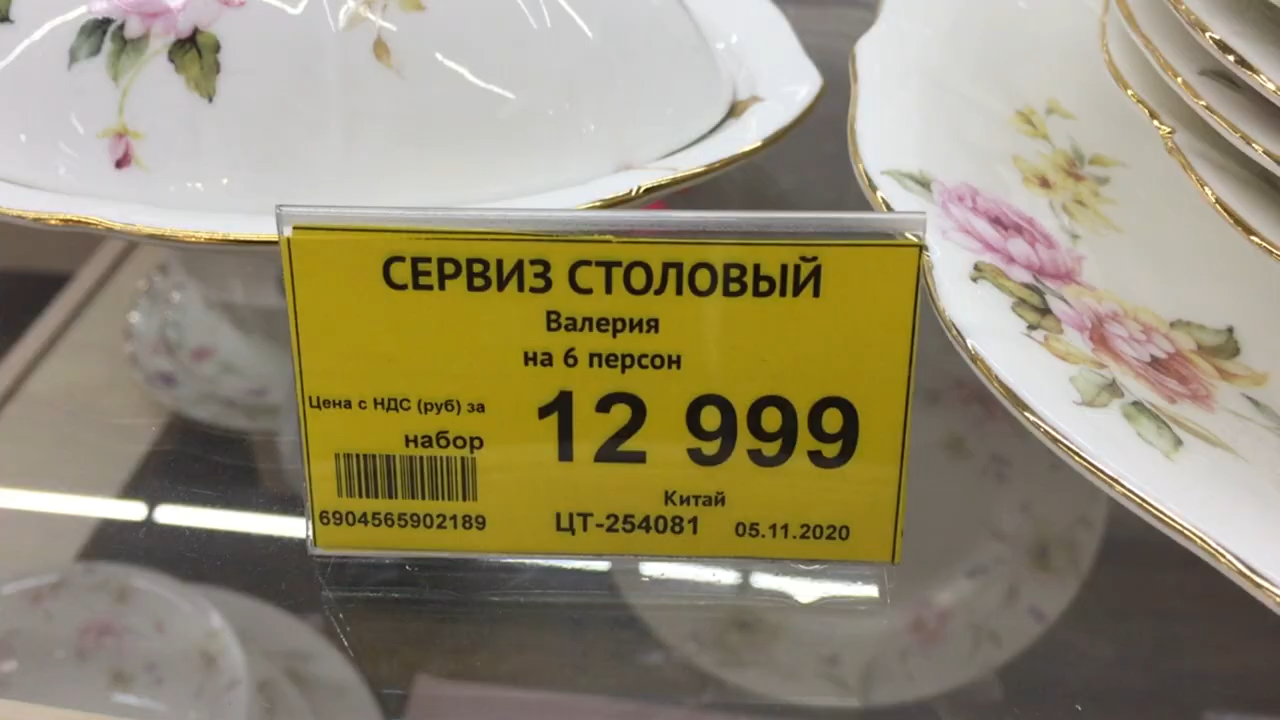 СЕРВИЗ СТОЛОВЫЙ
Валерия
на 6 персон
Цена с НДС (руб) за
набор
12 999
6904565902189
Китай
ЦТ-254081
05.11.2020